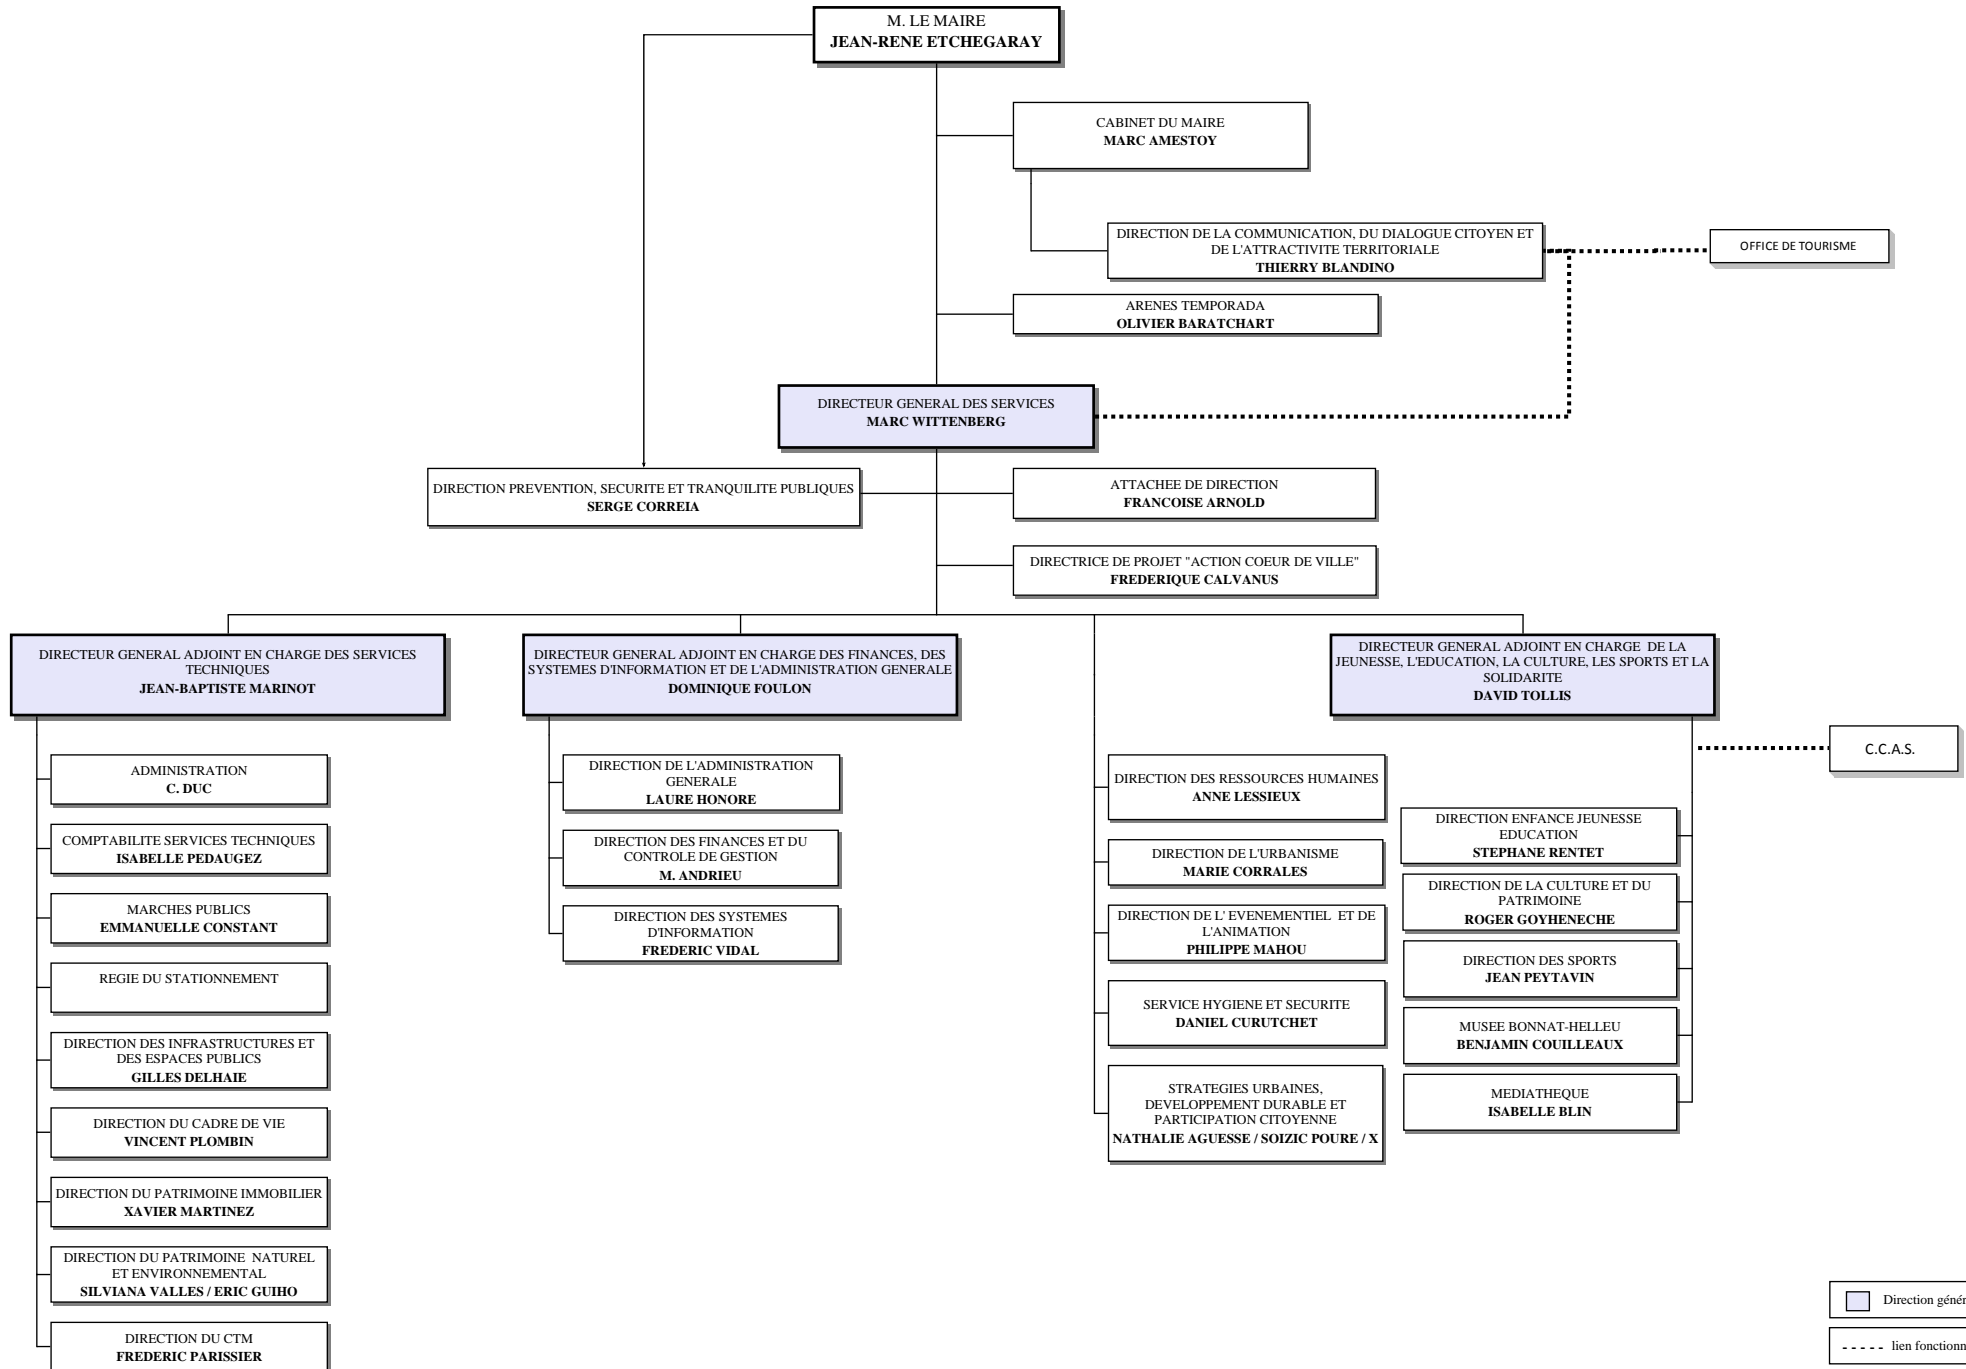 M. LE MAIRE
JEAN-RENE ETCHEGARAY
CABINET DU MAIRE
MARC AMESTOY
DIRECTION DE LA COMMUNICATION, DU DIALOGUE CITOYEN ET
DE L'ATTRACTIVITE TERRITORIALE
THIERRY BLANDINO
OFFICE DE TOURISME
ARENES TEMPORADA
OLIVIER BARATCHART
DIRECTEUR GENERAL DES SERVICES
MARC WITTENBERG
DIRECTION PREVENTION, SECURITE ET TRANQUILITE PUBLIQUES
SERGE CORREIA
ATTACHEE DE DIRECTION
FRANCOISE ARNOLD
DIRECTRICE DE PROJET "ACTION COEUR DE VILLE"
FREDERIQUE CALVANUS
DIRECTEUR GENERAL ADJOINT EN CHARGE DES SERVICES
TECHNIQUES
JEAN-BAPTISTE MARINOT
ADMINISTRATION
C. DUC
COMPTABILITE SERVICES TECHNIQUES
ISABELLE PEDAUGEZ
MARCHES PUBLICS
EMMANUELLE CONSTANT
REGIE DU STATIONNEMENT
DIRECTION DES INFRASTRUCTURES ET
DES ESPACES PUBLICS
GILLES DELHAIE
DIRECTION DU CADRE DE VIE
VINCENT PLOMBIN
DIRECTION DU PATRIMOINE IMMOBILIER
XAVIER MARTINEZ
DIRECTION DU PATRIMOINE NATUREL
ET ENVIRONNEMENTAL
SILVIANA VALLES / ERIC GUIHO
DIRECTION DU CTM
FREDERIC PARISSIER
DIRECTEUR GENERAL ADJOINT EN CHARGE DES FINANCES, DES
SYSTEMES D'INFORMATION ET DE L'ADMINISTRATION GENERALE
DOMINIQUE FOULON
DIRECTION DE L'ADMINISTRATION
GENERALE
LAURE HONORE
DIRECTION DES FINANCES ET DU
CONTROLE DE GESTION
M. ANDRIEU
DIRECTION DES SYSTEMES
D'INFORMATION
FREDERIC VIDAL
DIRECTION DES RESSOURCES HUMAINES
ANNE LESSIEUX
DIRECTION DE L'URBANISME
MARIE CORRALES
DIRECTION DE L' EVENEMENTIEL ET DE
L'ANIMATION
PHILIPPE MAHOU
SERVICE HYGIENE ET SECURITE
DANIEL CURUTCHET
STRATEGIES URBAINES,
DEVELOPPEMENT DURABLE ET
PARTICIPATION CITOYENNE
NATHALIE AGUESSE / SOIZIC POURE / X
DIRECTEUR GENERAL ADJOINT EN CHARGE DE LA
JEUNESSE, L'EDUCATION, LA CULTURE, LES SPORTS ET LA
SOLIDARITE
DAVID TOLLIS
C.C.A.S.
DIRECTION ENFANCE JEUNESSE
EDUCATION
STEPHANE RENTET
DIRECTION DE LA CULTURE ET DU
PATRIMOINE
ROGER GOYHENECHE
DIRECTION DES SPORTS
JEAN PEYTAVIN
MUSEE BONNAT-HELLEU
BENJAMIN COUILLEAUX
MEDIATHEQUE
ISABELLE BLIN
Direction génér
lien fonctionn